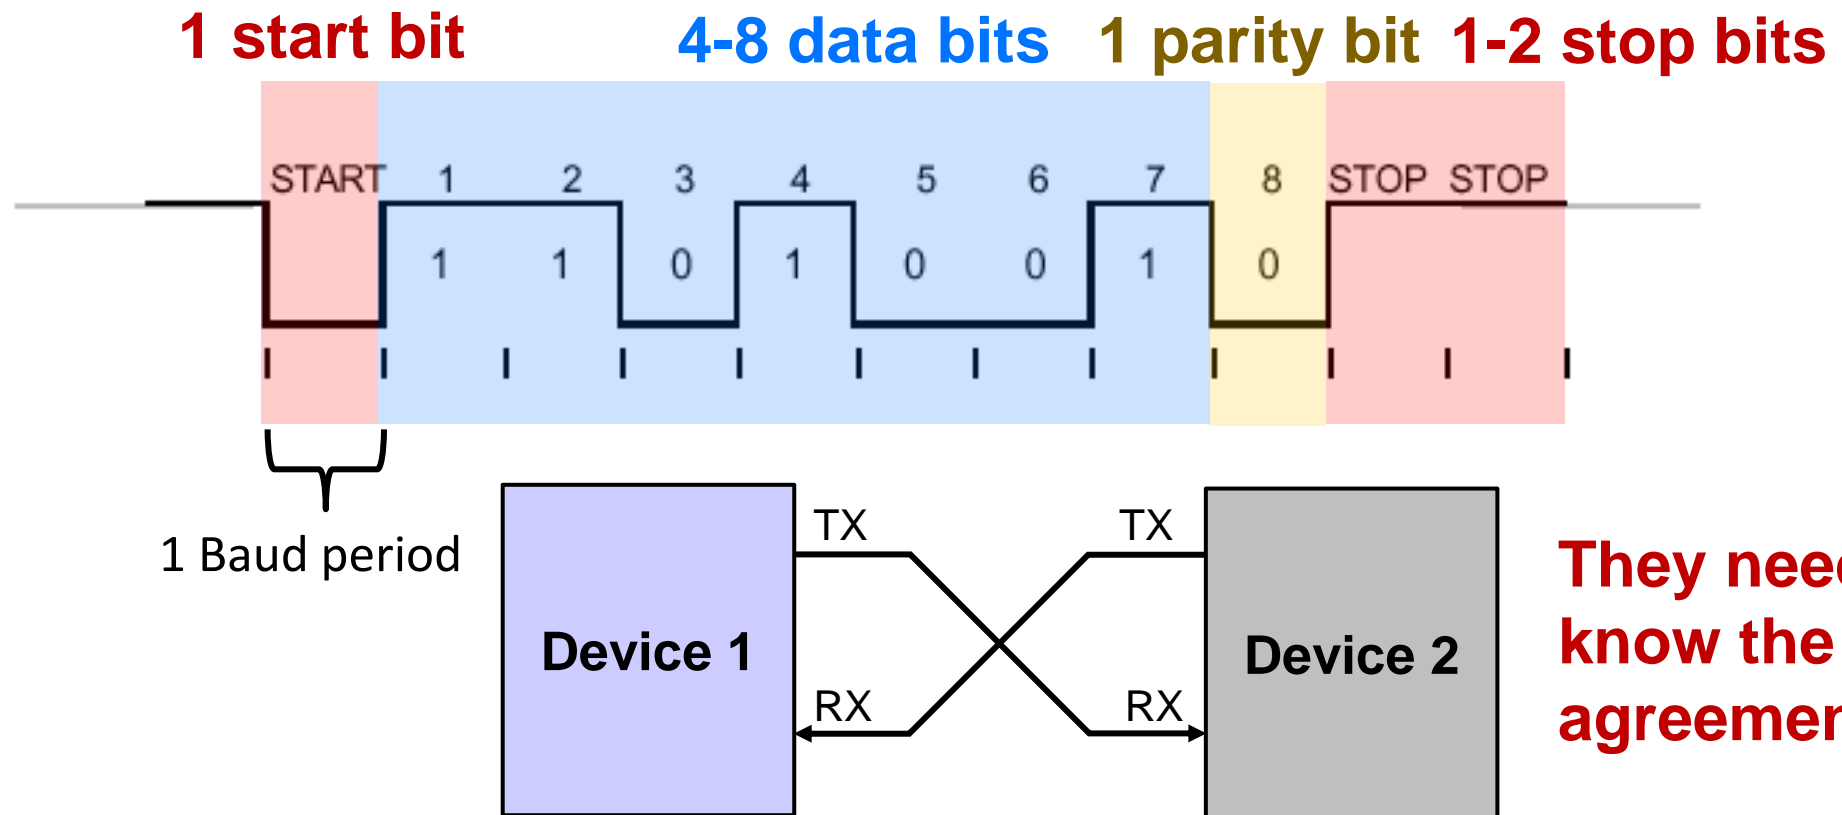 1 start bit 4-8 data bits 1 parity bit 1-2 stop bits
START 1 2 3 4 5 6 7 8 STOP STOP
1 1 0 1 0 0 1 0
1 Baud period
TX TX
Device 1 Device 2
RX RX
They
know the